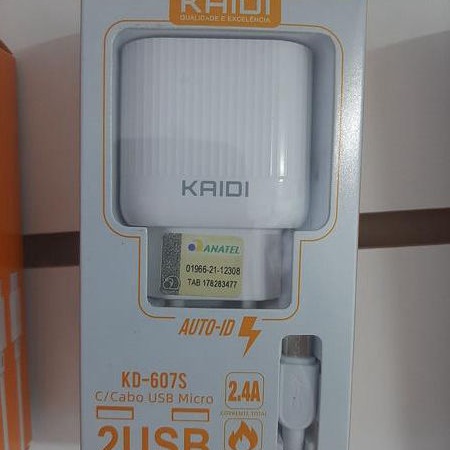 KAIDI
QUALIDADE E EXCELÊNCIA
KAIDI
ANATEL
01966-21-12308
TAB 178283477
AUTO-ID
KD-607S
C/Cabo USB Micro
2.4A
CORRENTE TOTAL
2USB